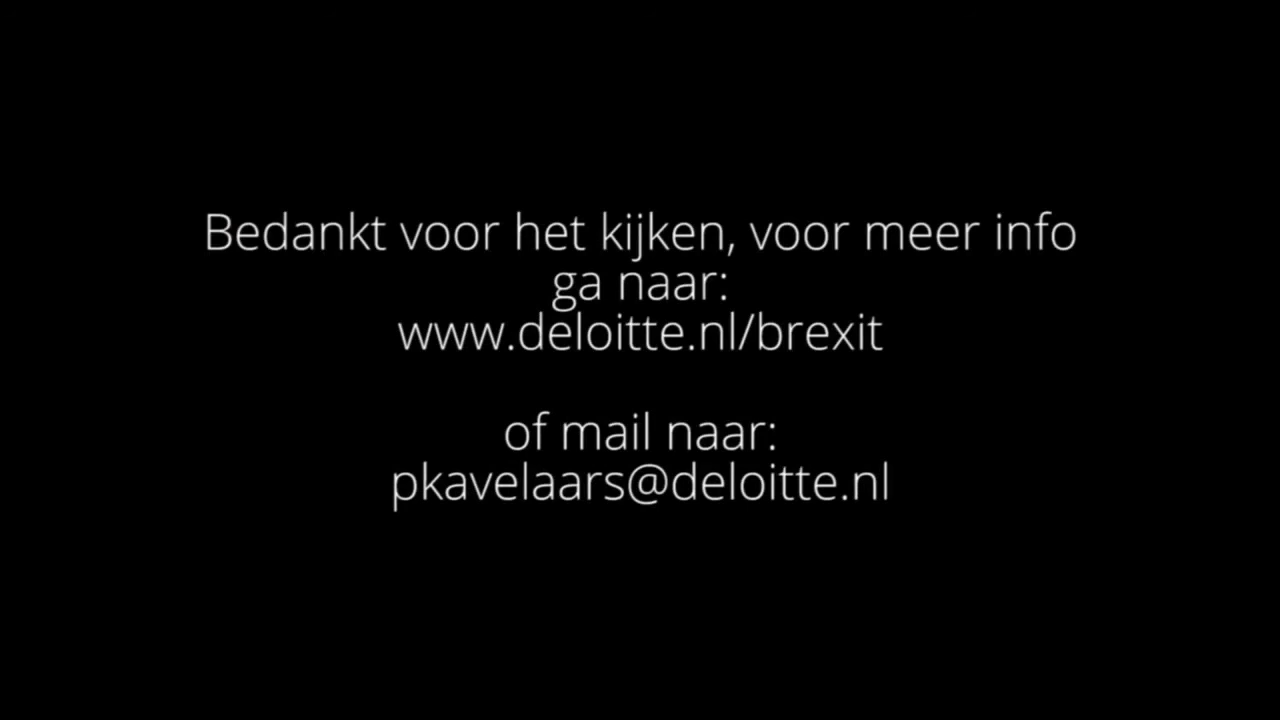 Bedankt voor het kijken, voor meer info
ga naar:
www.deloitte.nl/brexit
of mail naar:
pkavelaars@deloitte.nl